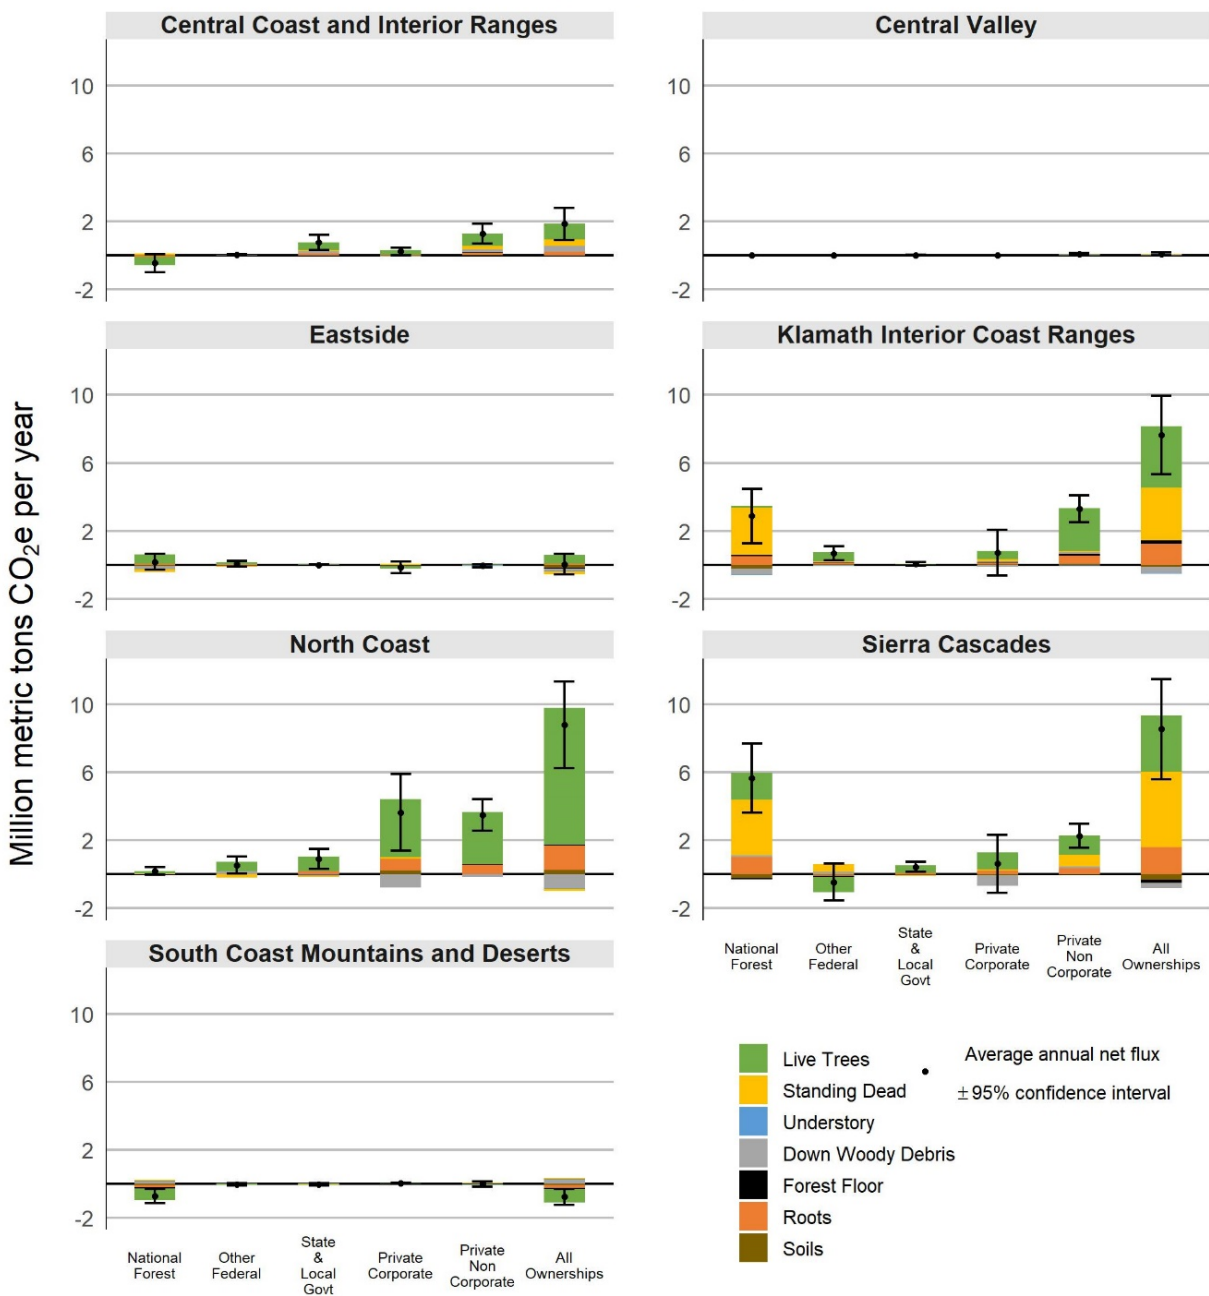 Million metric tons CO₂e per year
Central Coast and Interior Ranges
10
6
2
-2
Central Valley
10
6
2
-2
Eastside
10
6
2
-2
Klamath Interior Coast Ranges
10
6
2
-2
North Coast
10
6
2
-2
Sierra Cascades
10
6
2
-2
National
Forest
Other
Federal
State
&
Local
Govt
Private
Corporate
Private
Non
Corporate
All
Ownerships
South Coast Mountains and Deserts
10
6
2
-2
National
Forest
Other
Federal
State
&
Local
Govt
Private
Corporate
Private
Non
Corporate
All
Ownerships
Live Trees
Standing Dead
Understory
Down Woody Debris
Forest Floor
Roots
Soils
Average annual net flux
±95% confidence interval